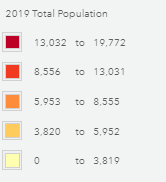 2019 Total Population
13,032 to 19,772
8,556 to 13,031
5,953 to 8,555
3,820 to 5,952
0 to 3,819